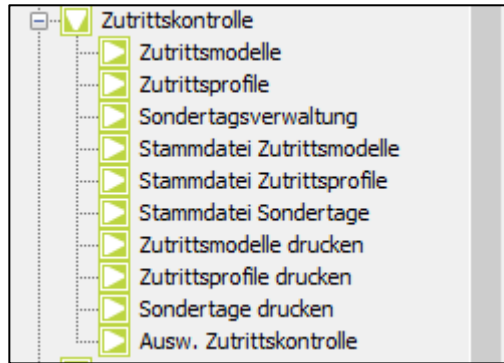 Zutrittskontrolle
Zutrittsmodelle
Zutrittsprofile
Sondertagsverwaltung
Stammdatei Zutrittsmodelle
Stammdatei Zutrittsprofile
Stammdatei Sondertage
Zutrittsmodelle drucken
Zutrittsprofile drucken
Sondertage drucken
Ausw. Zutrittskontrolle